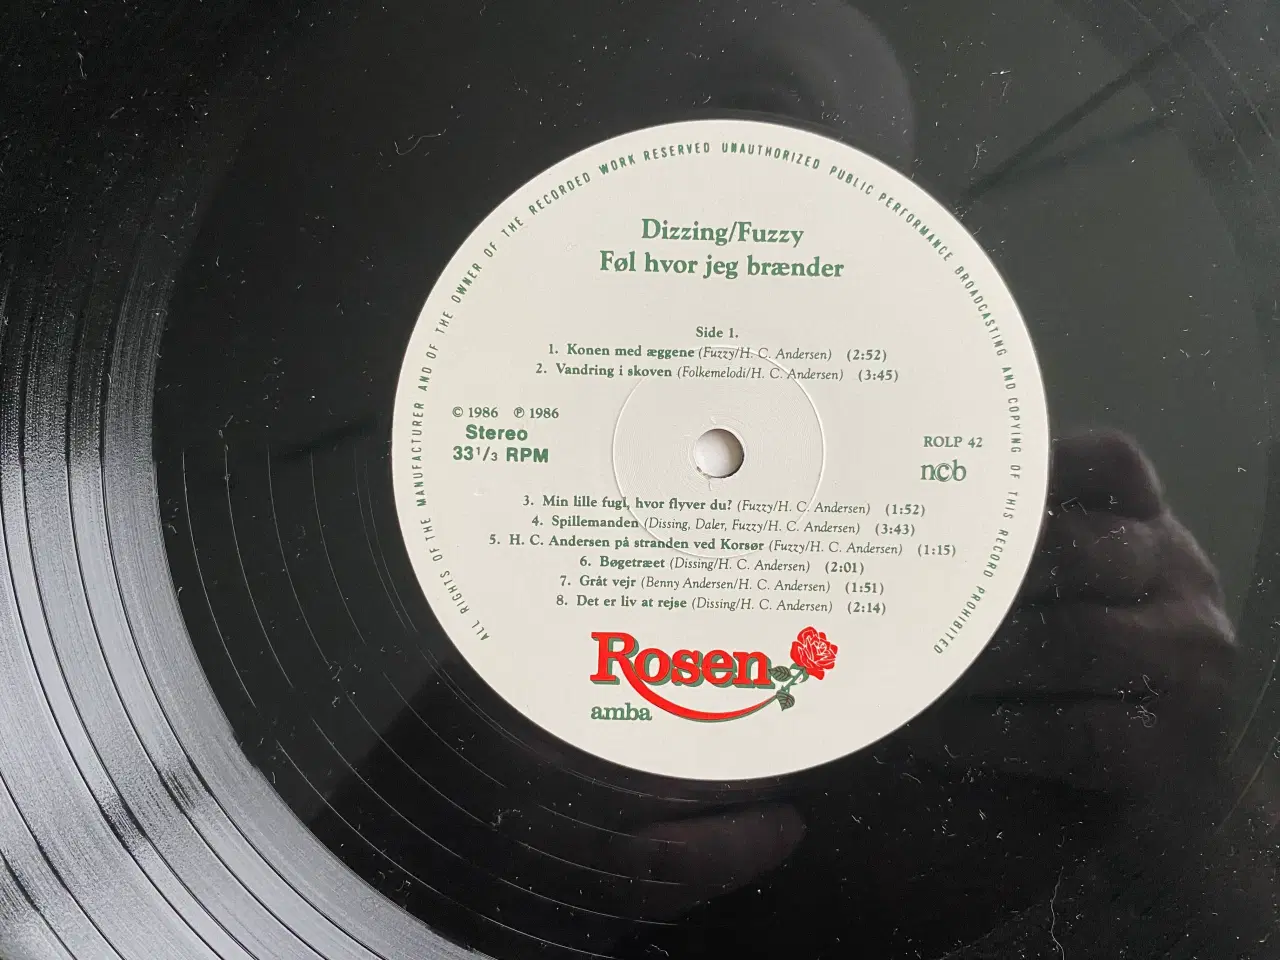 ALL RIGHTS OF THE MANUFACTURER AND OF THE OWNER OF THE RECORDED WORK RESERVED UNAUTHORIZED PUBLIC PERFORMANCE BROADCASTING AND COPYING OF THIS RECORD PROHIBITED
Dizzing/Fuzzy
Føl hvor jeg brænder
Side 1.
1. Konen med æggene (Fuzzy/H. C. Andersen) (2:52)
2. Vandring i skoven (Folkemelodi/H. C. Andersen) (3:45)
© 1986 ℗ 1986
Stereo
33 1/3 RPM
ROLP 42
ncb
3. Min lille fugl, hvor flyver du? (Fuzzy/H. C. Andersen) (1:52)
4. Spillemanden (Dissing, Daler, Fuzzy/H. C. Andersen) (3:43)
5. H. C. Andersen på stranden ved Korsør (Fuzzy/H. C. Andersen) (1:15)
6. Bøgetræet (Dissing/H. C. Andersen) (2:01)
7. Gråt vejr (Benny Andersen/H. C. Andersen) (1:51)
8. Det er liv at rejse (Dissing/H. C. Andersen) (2:14)
Rosen
amba